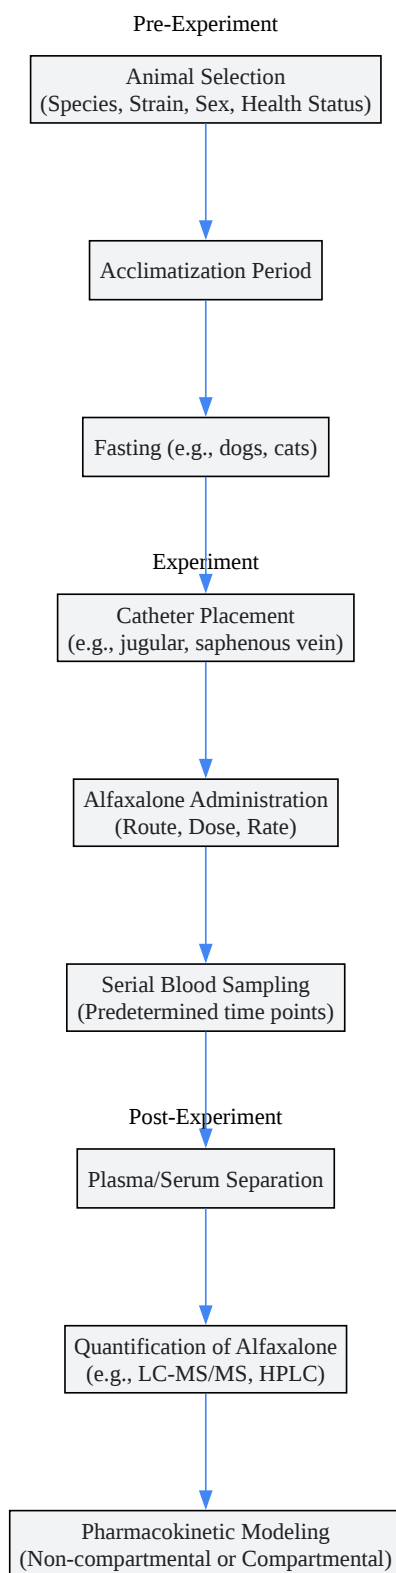 Pre-Experiment
Animal Selection
(Species, Strain, Sex, Health Status)
Acclimatization Period
Fasting (e.g., dogs, cats)
Experiment
Catheter Placement
(e.g., jugular, saphenous vein)
Alfaxalone Administration
(Route, Dose, Rate)
Serial Blood Sampling
(Predetermined time points)
Post-Experiment
Plasma/Serum Separation
Quantification of Alfaxalone
(e.g., LC-MS/MS, HPLC)
Pharmacokinetic Modeling
(Non-compartmental or Compartmental)